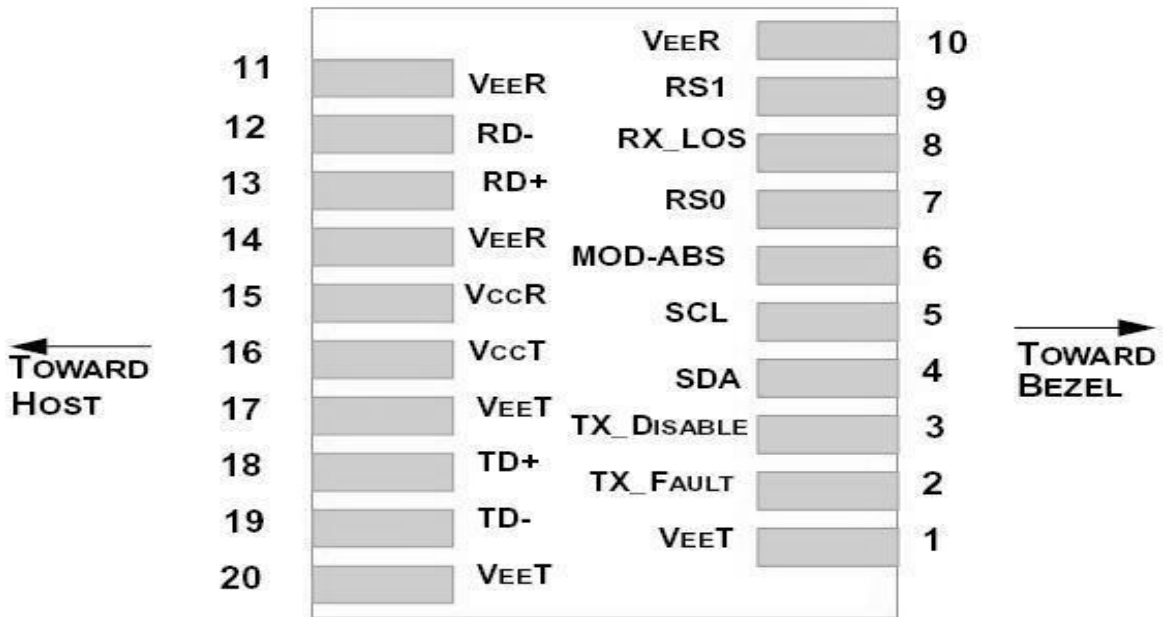 VEER 10
11 VEER RS1 9
12 RD- RX_LOS 8
13 RD+ RS0 7
14 VEER MOD-ABS 6
15 VCCR SCL 5
16 VCCT SDA 4
TOWARD
HOST
TOWARD
BEZEL
17 VEET TX_DISABLE 3
18 TD+ TX_FAULT 2
19 TD- VEET 1
20 VEET